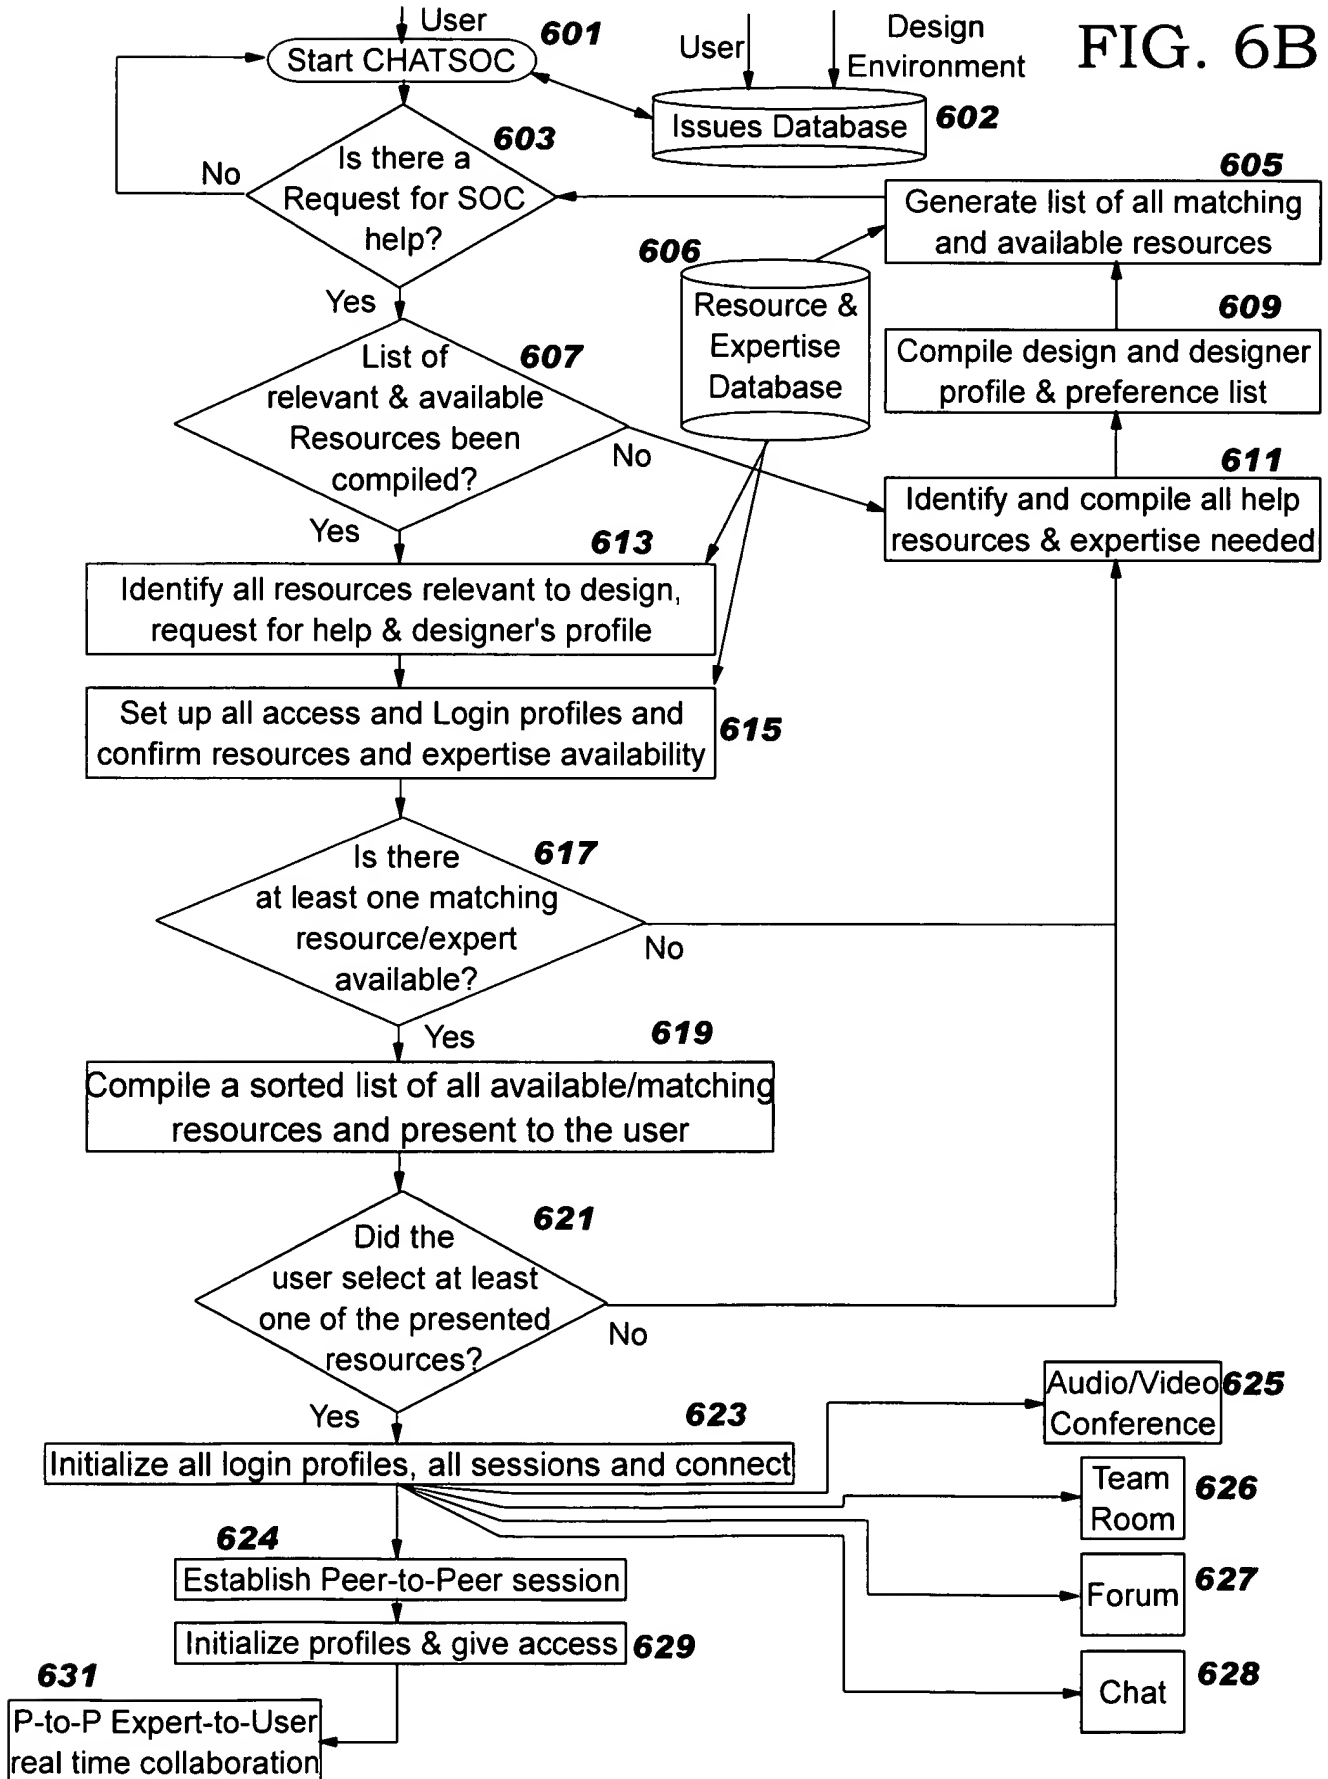 FIG. 6B
User
Start CHATSOC
601
User
Design
Environment
Issues Database
602
603
Is there a
Request for SOC
help?
No
Yes
605
Generate list of all matching
and available resources
606
Resource &
Expertise
Database
607
List of
relevant & available
Resources been
compiled?
No
Yes
609
Compile design and designer
profile & preference list
611
Identify and compile all help
resources & expertise needed
613
Identify all resources relevant to design,
request for help & designer's profile
Set up all access and Login profiles and
confirm resources and expertise availability
615
Is there
at least one matching
resource/expert
available?
617
No
Yes
619
Compile a sorted list of all available/matching
resources and present to the user
621
Did the
user select at least
one of the presented
resources?
No
Yes
623
Initialize all login profiles, all sessions and connect
Audio/Video
Conference
625
Team
Room
626
Forum
627
Chat
628
624
Establish Peer-to-Peer session
Initialize profiles & give access
629
631
P-to-P Expert-to-User
real time collaboration